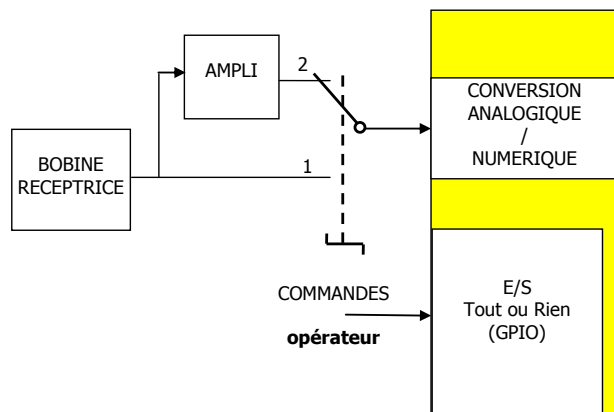 AMPLI
2
CONVERSION
ANALOGIQUE
/
NUMERIQUE
BOBINE
RECEPTRICE
1
COMMANDES
opérateur
E/S
Tout ou Rien
(GPIO)